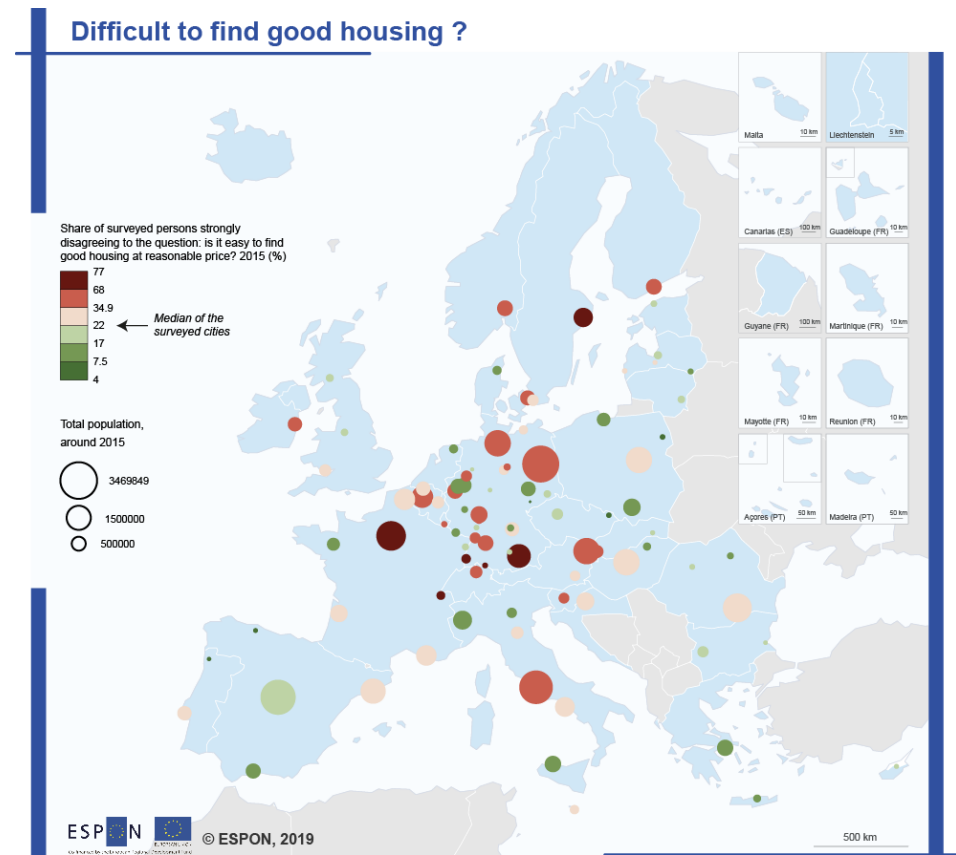 Difficult to find good housing ?
Share of surveyed persons strongly
disagreeing to the question: is it easy to find
good housing at reasonable price? 2015 (%)
77
68
34.9
22
17
7.5
4
Median of the
surveyed cities
Total population,
around 2015
3469849
1500000
500000
Malta
10 km
Liechtenstein
5 km
Canarias (ES)
100 km
Guadeloupe (FR)
10 km
Guyane (FR)
100 km
Martinique (FR)
10 km
Mayotte (FR)
10 km
Reunion (FR)
10 km
Açores (PT)
50 km
Madeira (PT)
50 km
500 km
ESPON
© ESPON, 2019